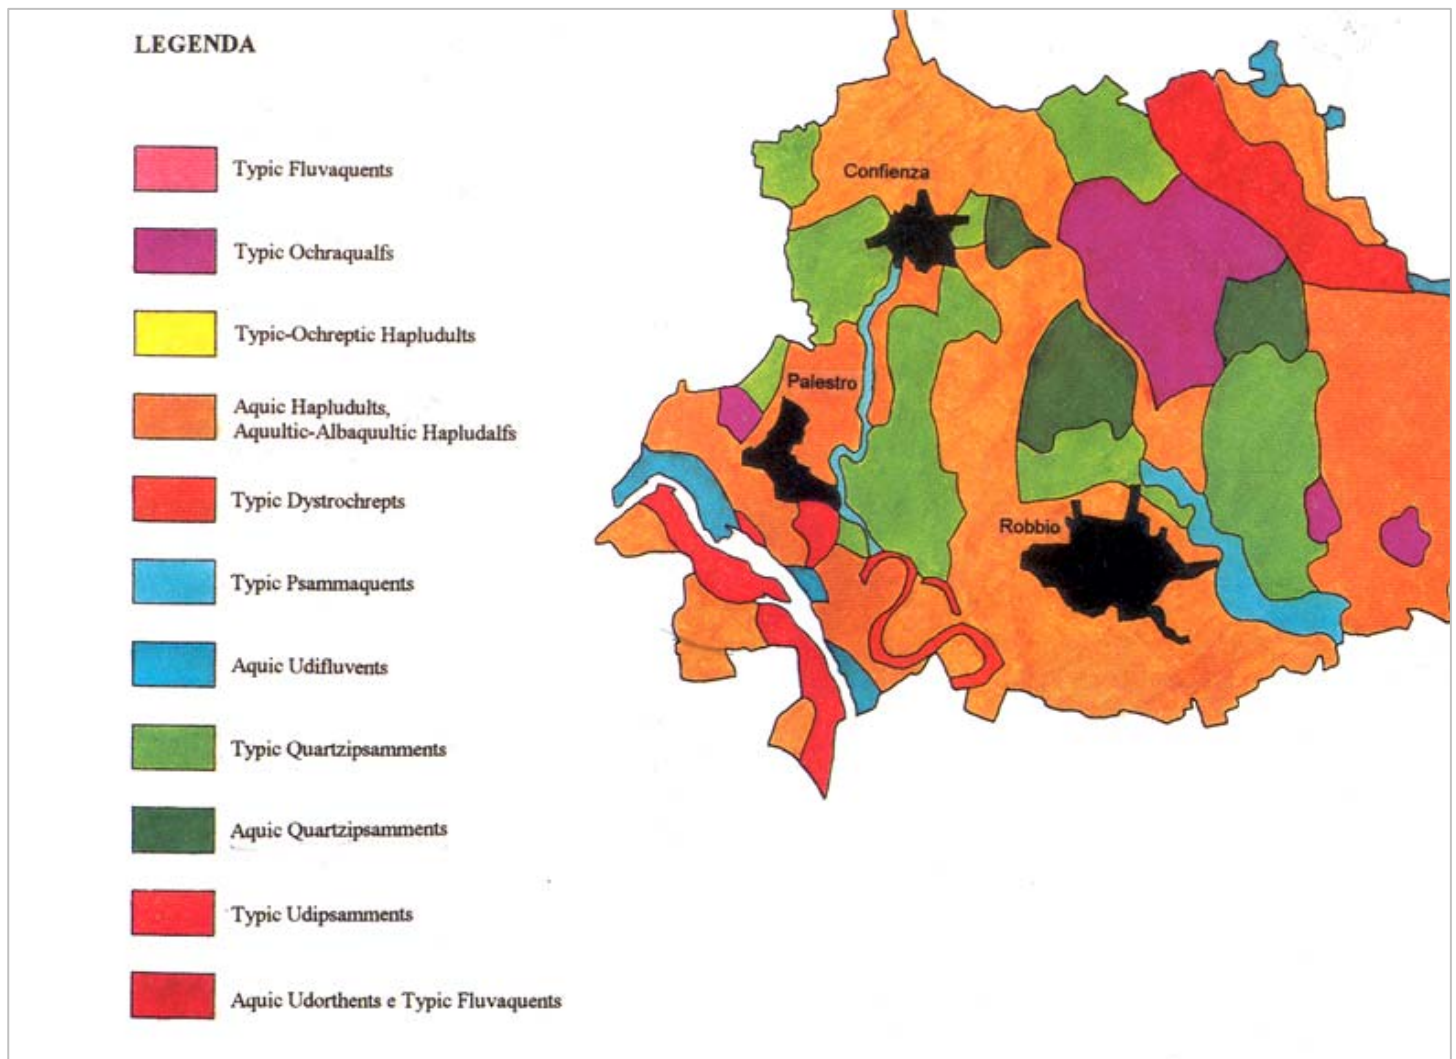 LEGENDA
Typic Fluvaquents
Typic Ochraqualfs
Typic-Ochreptic Hapludults
Aquic Hapludults,
Aquultic-Albaquultic Hapludalfs
Typic Dystrochrepts
Typic Psammaquents
Aquic Udifluvents
Typic Quartzipsamments
Aquic Quartzipsamments
Typic Udipsamments
Aquic Udorthents e Typic Fluvaquents
Confienza
Palestro
Robbio